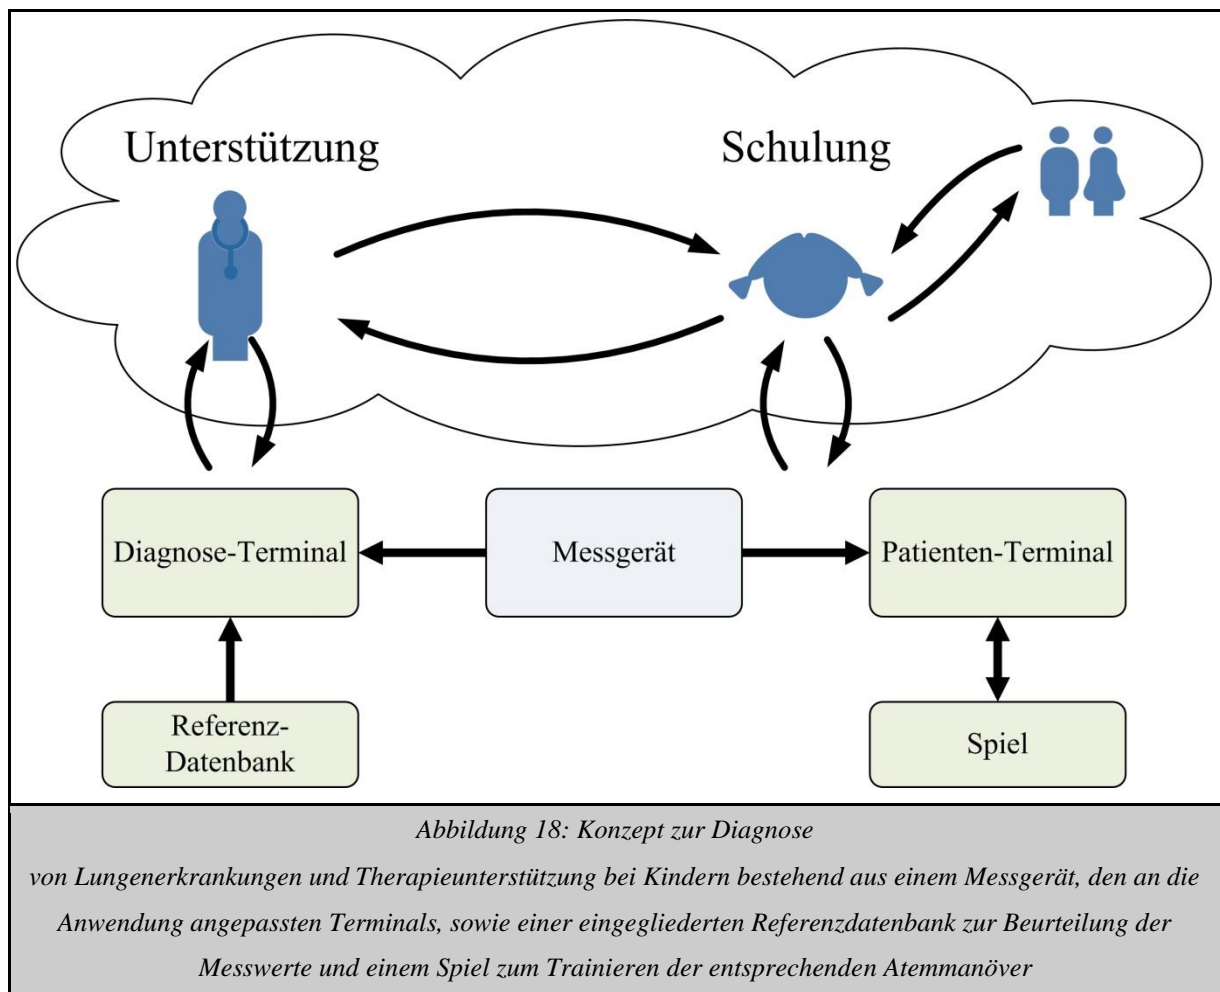 Unterstützung
Schulung
Diagnose-Terminal
Messgerät
Patienten-Terminal
Referenz-
Datenbank
Spiel
Abbildung 18: Konzept zur Diagnose
von Lungenerkrankungen und Therapieunterstützung bei Kindern bestehend aus einem Messgerät, den an die
Anwendung angepassten Terminals, sowie einer eingegliederten Referenzdatenbank zur Beurteilung der
Messwerte und einem Spiel zum Trainieren der entsprechenden Atemmanöver